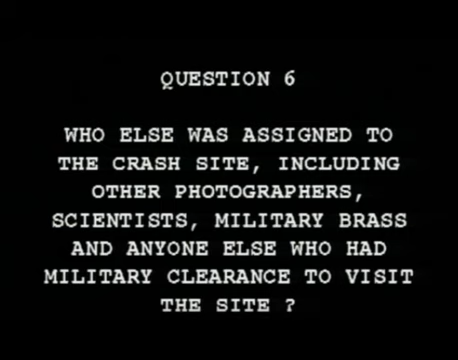 QUESTION 6
WHO ELSE WAS ASSIGNED TO
THE CRASH SITE, INCLUDING
OTHER PHOTOGRAPHERS,
SCIENTISTS, MILITARY BRASS
AND ANYONE ELSE WHO HAD
MILITARY CLEARANCE TO VISIT
THE SITE ?